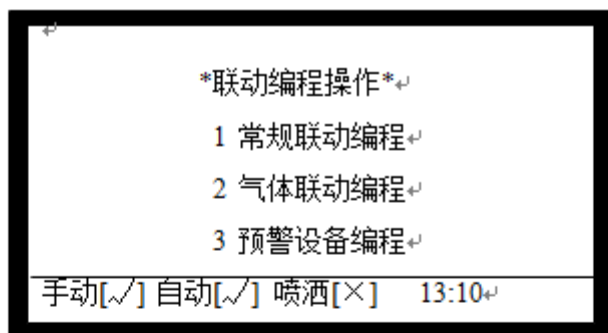 *联动编程操作*
1 常规联动编程
2 气体联动编程
3 预警设备编程
手动[√] 自动[√] 喷洒[×] 13:10